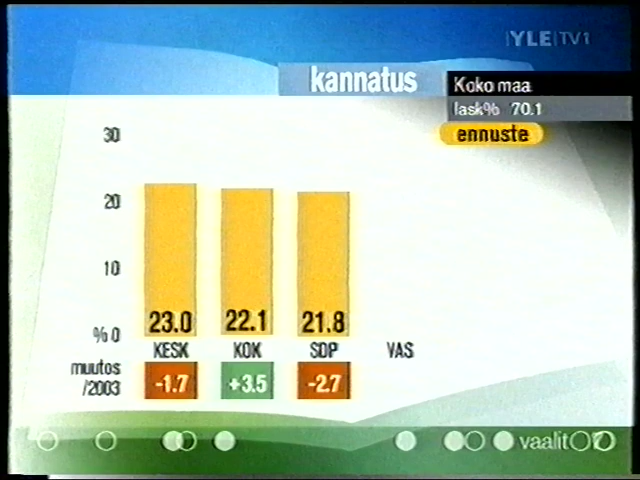 YLE TV1
kannatus
Koko maa
lask% 70.1
ennuste
30
20
10
% 0
23.0 22.1 21.8
KESK KOK SDP VAS
muutos
/2003
-1.7 +3.5 -2.7
vaalit07